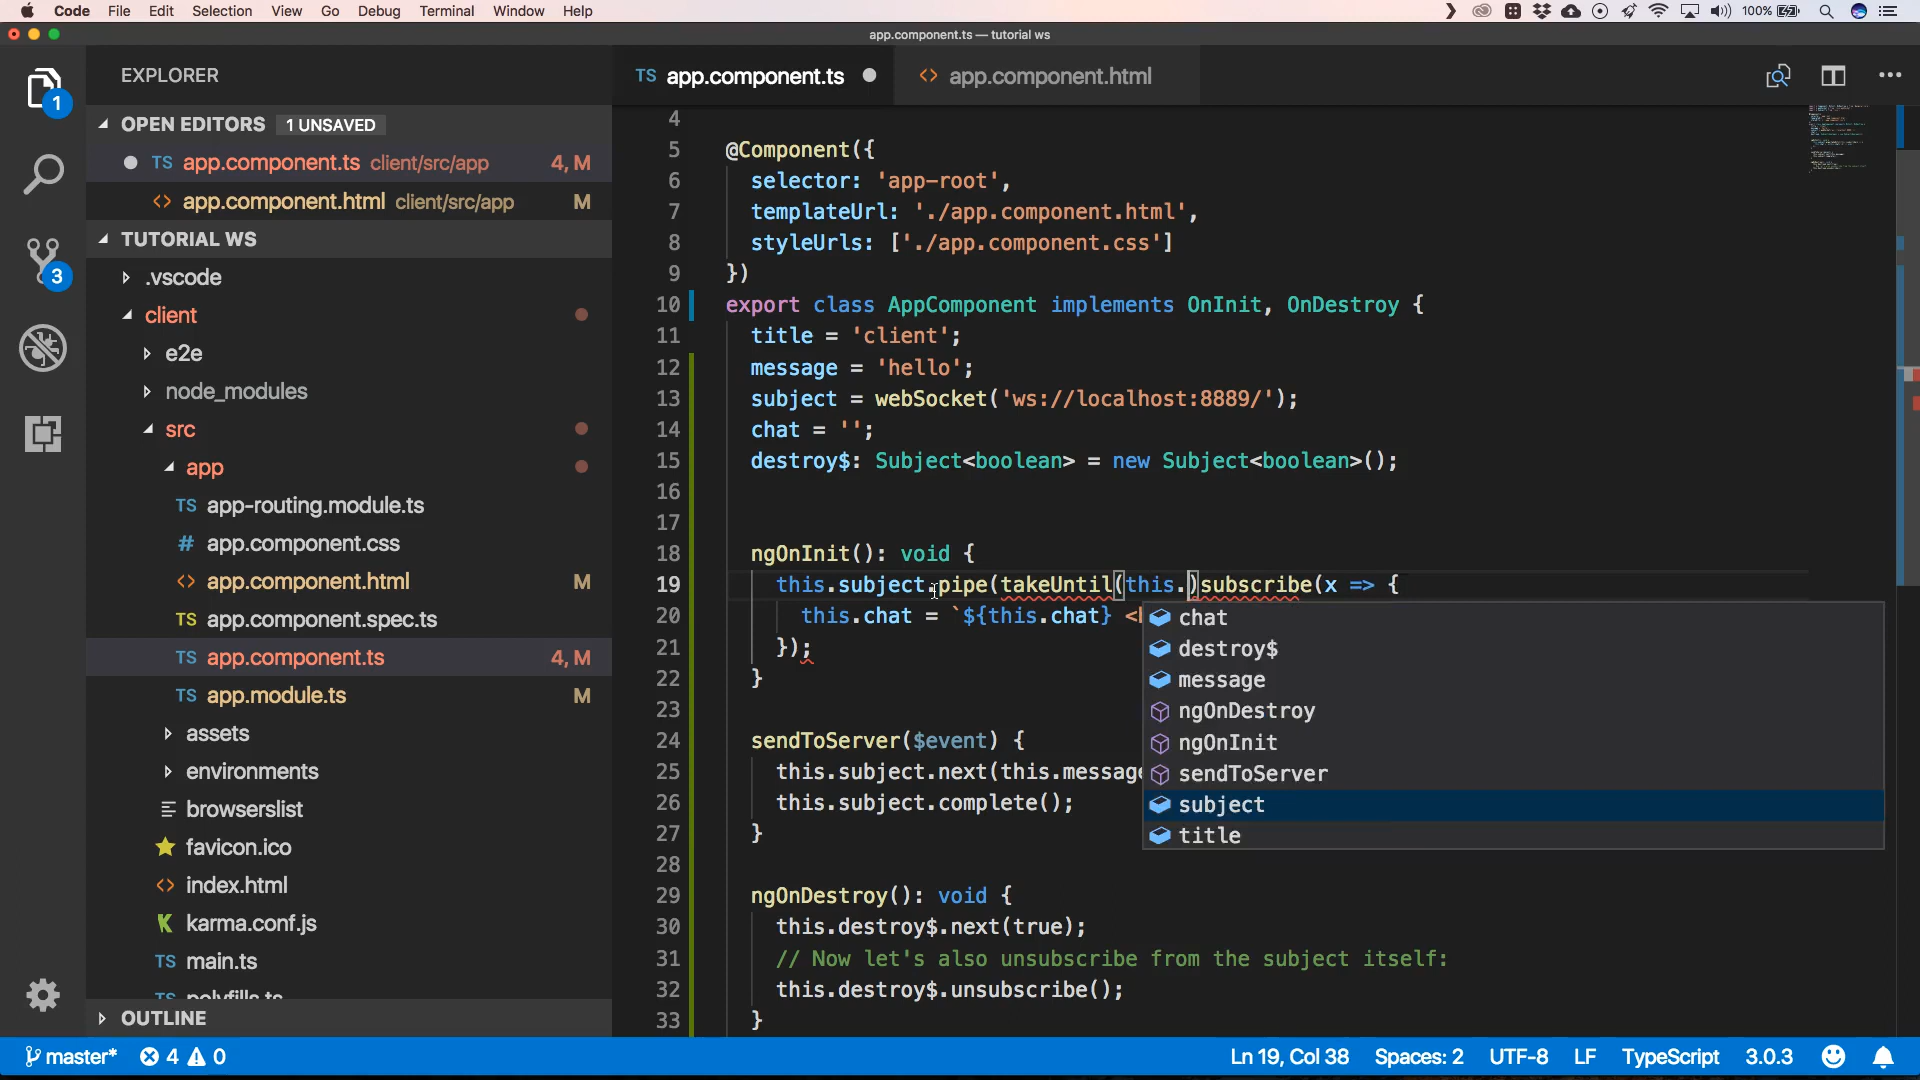 Code File Edit Selection View Go Debug Terminal Window Help 100%
app.component.ts — tutorial ws
EXPLORER
OPEN EDITORS 1 UNSAVED
TS app.component.ts client/src/app 4, M
<> app.component.html client/src/app M
TUTORIAL WS
.vscode
client
e2e
node_modules
src
app
TS app-routing.module.ts
# app.component.css
<> app.component.html M
TS app.component.spec.ts
TS app.component.ts 4, M
TS app.module.ts M
assets
environments
browserslist
favicon.ico
<> index.html
karma.conf.js
TS main.ts
TS polyfills.ts
OUTLINE
1
3
TS app.component.ts
<> app.component.html
4
5 @Component({
6 selector: 'app-root',
7 templateUrl: './app.component.html',
8 styleUrls: ['./app.component.css']
9 })
10 export class AppComponent implements OnInit, OnDestroy {
11 title = 'client';
12 message = 'hello';
13 subject = webSocket('ws://localhost:8889/');
14 chat = '';
15 destroy$: Subject<boolean> = new Subject<boolean>();
16
17
18 ngOnInit(): void {
19 this.subject.pipe(takeUntil(this.)subscribe(x => {
20 this.chat = `${this.chat} <
21 });
22 }
23
24 sendToServer($event) {
25 this.subject.next(this.message
26 this.subject.complete();
27 }
28
29 ngOnDestroy(): void {
30 this.destroy$.next(true);
31 // Now let's also unsubscribe from the subject itself:
32 this.destroy$.unsubscribe();
33 }
chat
destroy$
message
ngOnDestroy
ngOnInit
sendToServer
subject
title
master* 4 0 Ln 19, Col 38 Spaces: 2 UTF-8 LF TypeScript 3.0.3